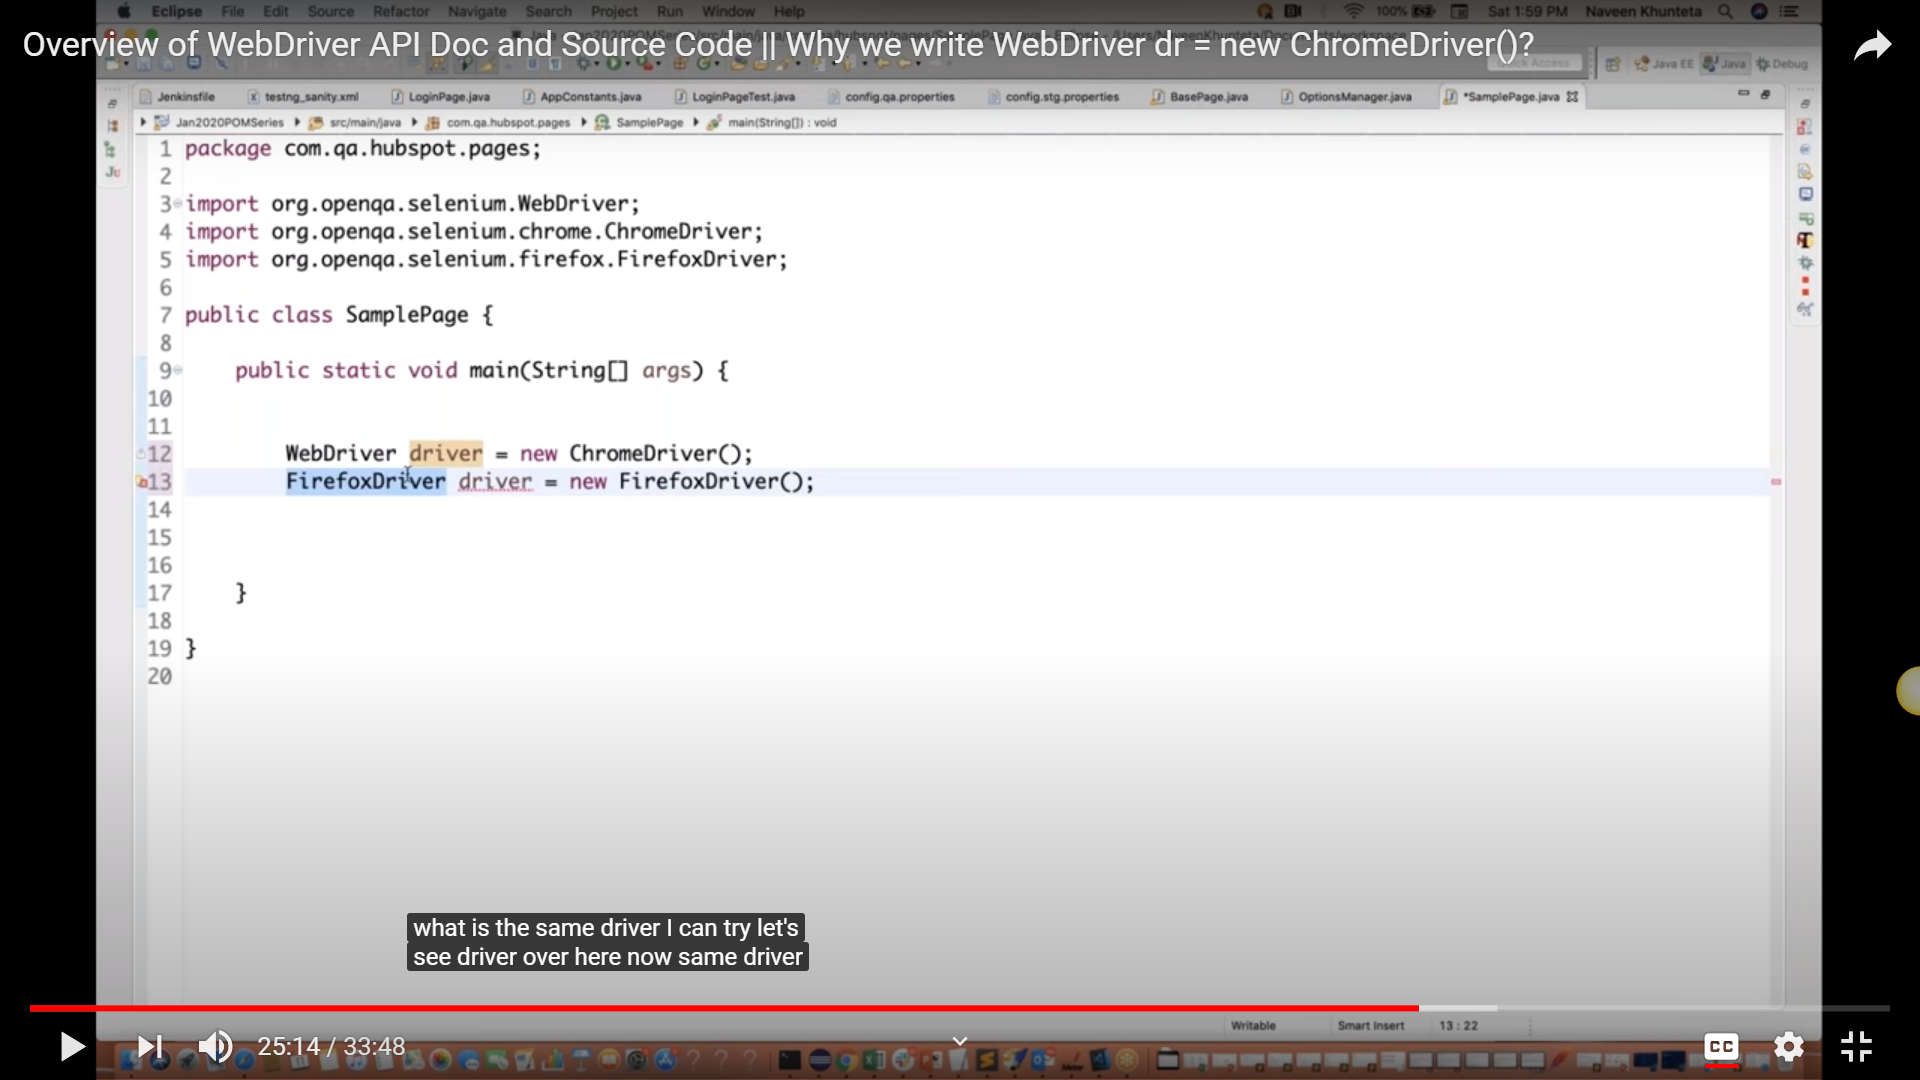 Eclipse File Edit Source Refactor Navigate Search Project Run Window Help 100% Sat 1:59 PM Naveen Khunteta
Overview of WebDriver API Doc and Source Code || Why we write WebDriver dr = new ChromeDriver()?
Quick Access Java EE Java Debug
Jenkinsfile testng_sanity.xml LoginPage.java AppConstants.java LoginPageTest.java config.qa.properties config.stg.properties BasePage.java OptionsManager.java *SamplePage.java
Jan2020POMSeries src/main/java com.qa.hubspot.pages SamplePage main(String[]) : void
1 package com.qa.hubspot.pages;
2
3 import org.openqa.selenium.WebDriver;
4 import org.openqa.selenium.chrome.ChromeDriver;
5 import org.openqa.selenium.firefox.FirefoxDriver;
6
7 public class SamplePage {
8
9 public static void main(String[] args) {
10
11
12 WebDriver driver = new ChromeDriver();
13 FirefoxDriver driver = new FirefoxDriver();
14
15
16
17 }
18
19 }
20
what is the same driver I can try let's
see driver over here now same driver
Writable Smart Insert 13 : 22
25:14 / 33:48
CC